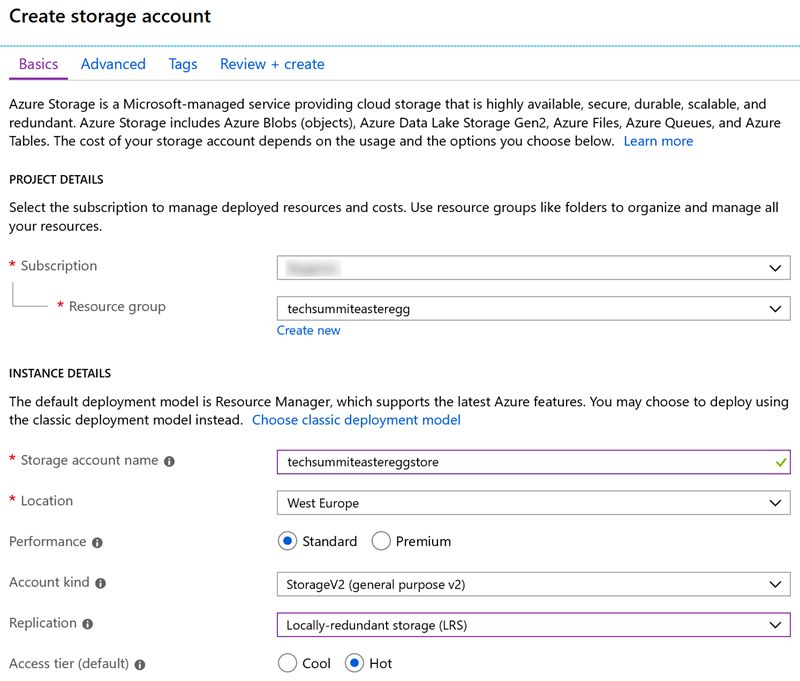 Create storage account
Basics Advanced Tags Review + create
Azure Storage is a Microsoft-managed service providing cloud storage that is highly available, secure, durable, scalable, and
redundant. Azure Storage includes Azure Blobs (objects), Azure Data Lake Storage Gen2, Azure Files, Azure Queues, and Azure
Tables. The cost of your storage account depends on the usage and the options you choose below. Learn more
PROJECT DETAILS
Select the subscription to manage deployed resources and costs. Use resource groups like folders to organize and manage all
your resources.
* Subscription
* Resource group techsummiteasteregg
Create new
INSTANCE DETAILS
The default deployment model is Resource Manager, which supports the latest Azure features. You may choose to deploy using
the classic deployment model instead. Choose classic deployment model
* Storage account name techsummiteastereggstore
* Location West Europe
Performance Standard Premium
Account kind StorageV2 (general purpose v2)
Replication Locally-redundant storage (LRS)
Access tier (default) Cool Hot